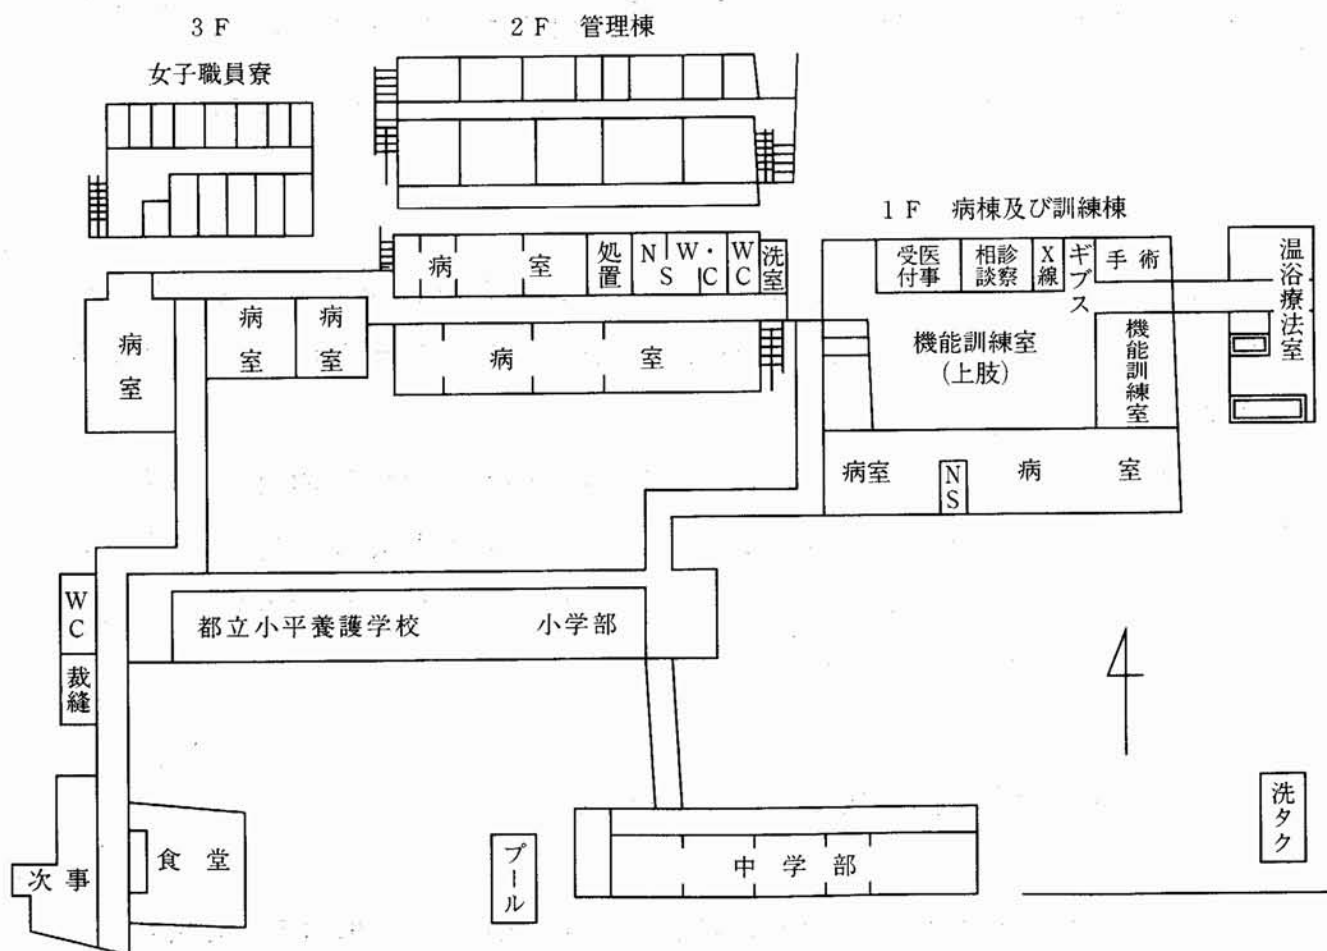 3F
女子職員寮
2F 管理棟
1F 病棟及び訓練棟
病室
処置
NS
W・C
WC
洗室
受付
医事
相談
診察
X線
ギブス
手術
温浴療法室
病室
病室
病室
病室
機能訓練室
(上肢)
機能訓練室
病室
NS
病室
WC
都立小平養護学校 小学部
裁縫
次事
食堂
プール
中学部
洗タク